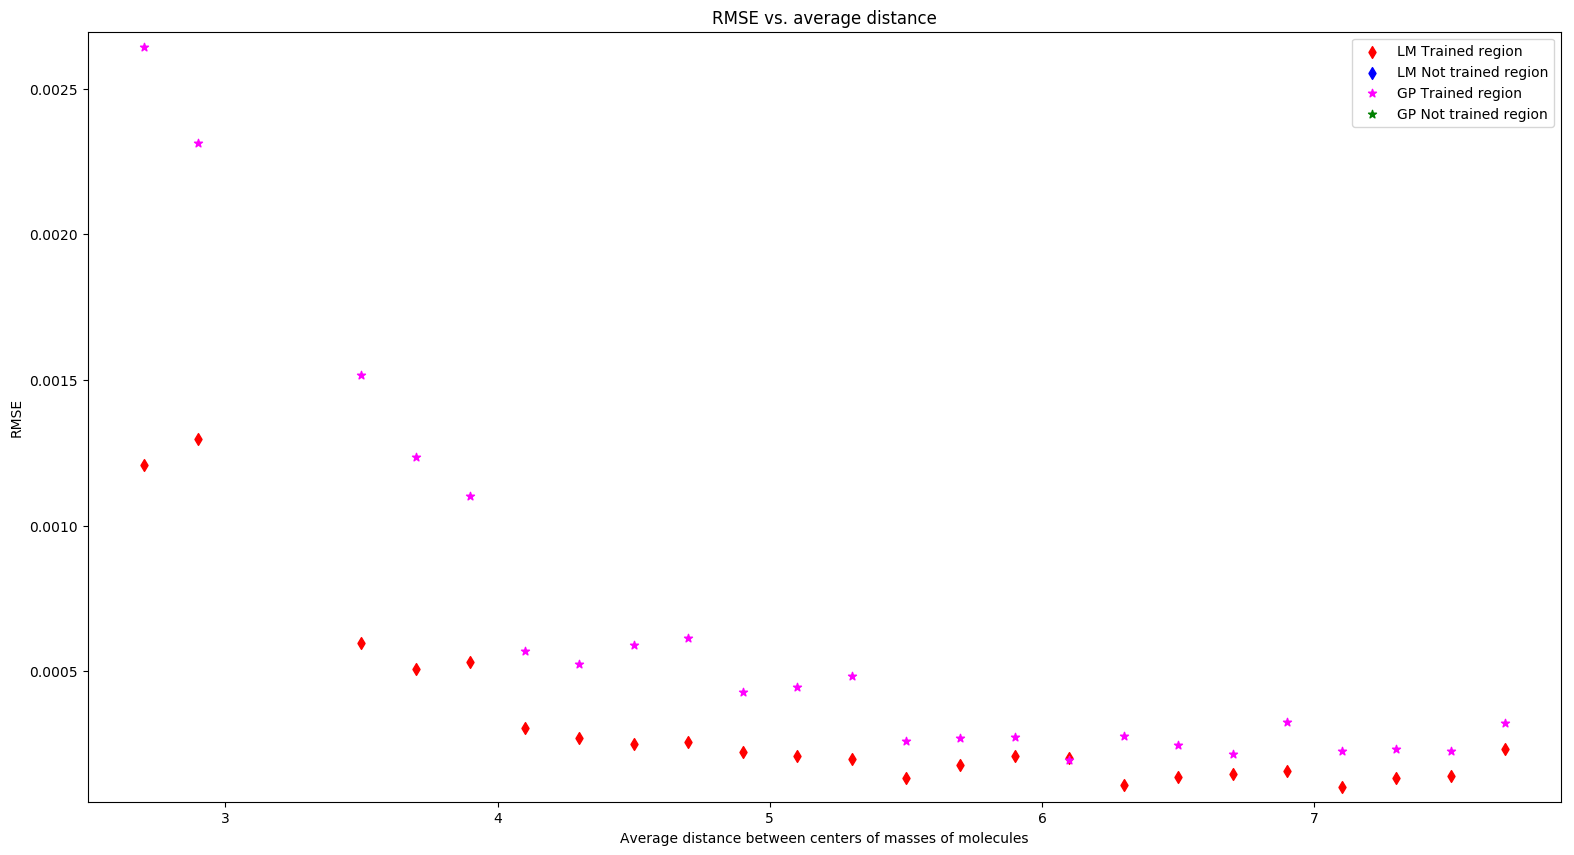 RMSE vs. average distance
LM Trained region
LM Not trained region
GP Trained region
GP Not trained region
0.0025
0.0020
0.0015
0.0010
0.0005
RMSE
3 4 5 6 7
Average distance between centers of masses of molecules